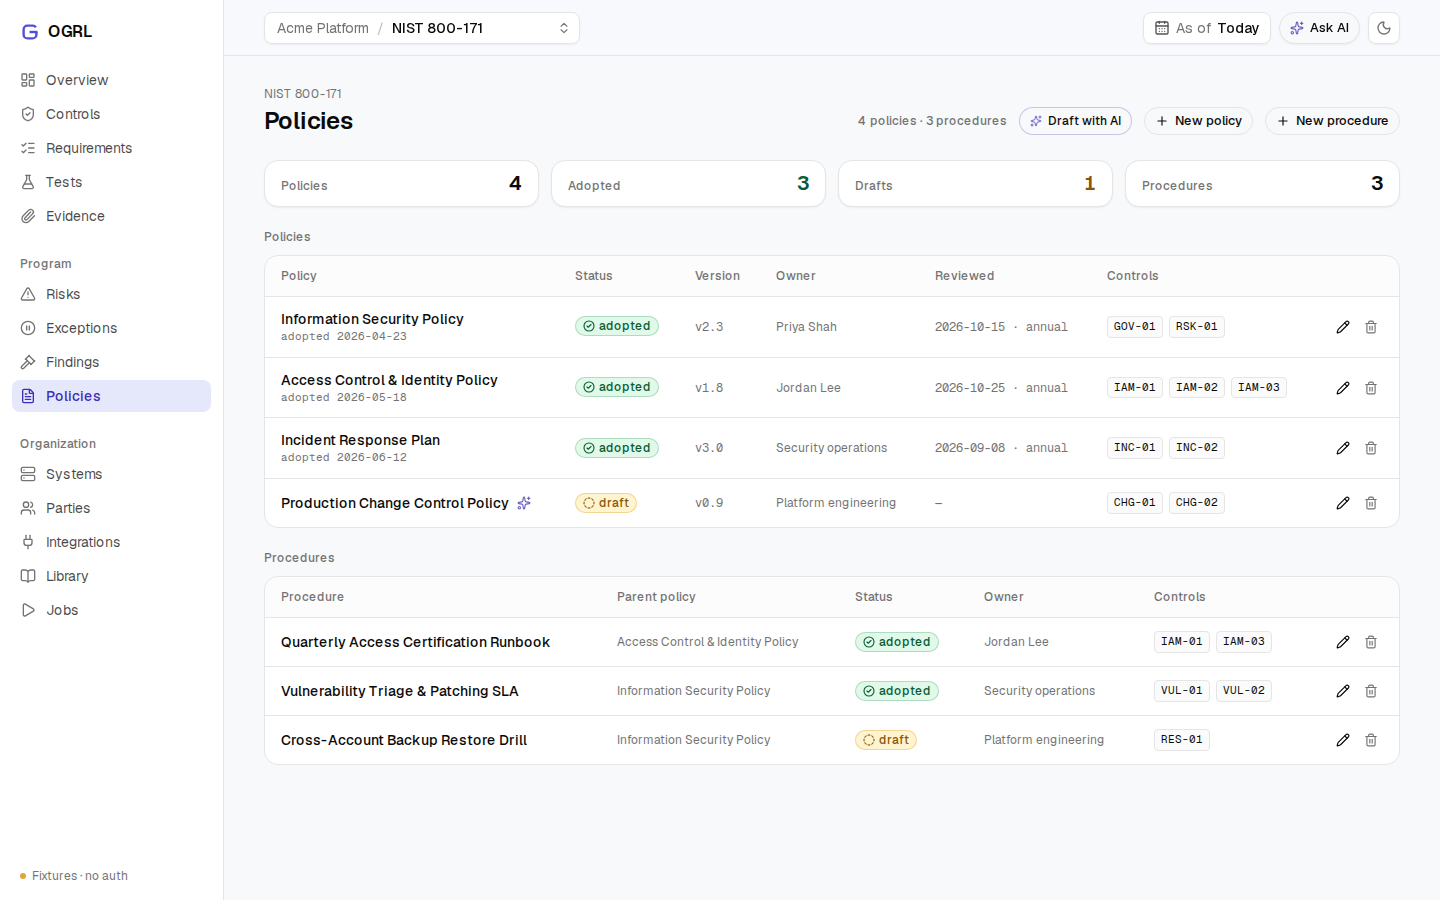 OGRL
Acme Platform / NIST 800-171
As of Today
Ask AI
Overview
Controls
Requirements
Tests
Evidence
Program
Risks
Exceptions
Findings
Policies
Organization
Systems
Parties
Integrations
Library
Jobs
Fixtures · no auth
NIST 800-171
Policies
4 policies · 3 procedures
Draft with AI
New policy
New procedure
Policies 4
Adopted 3
Drafts 1
Procedures 3
Policies
Policy Status Version Owner Reviewed Controls
Information Security Policy adopted v2.3 Priya Shah 2026-10-15 · annual GOV-01 RSK-01
adopted 2026-04-23
Access Control & Identity Policy adopted v1.8 Jordan Lee 2026-10-25 · annual IAM-01 IAM-02 IAM-03
adopted 2026-05-18
Incident Response Plan adopted v3.0 Security operations 2026-09-08 · annual INC-01 INC-02
adopted 2026-06-12
Production Change Control Policy draft v0.9 Platform engineering – CHG-01 CHG-02
Procedures
Procedure Parent policy Status Owner Controls
Quarterly Access Certification Runbook Access Control & Identity Policy adopted Jordan Lee IAM-01 IAM-03
Vulnerability Triage & Patching SLA Information Security Policy adopted Security operations VUL-01 VUL-02
Cross-Account Backup Restore Drill Information Security Policy draft Platform engineering RES-01